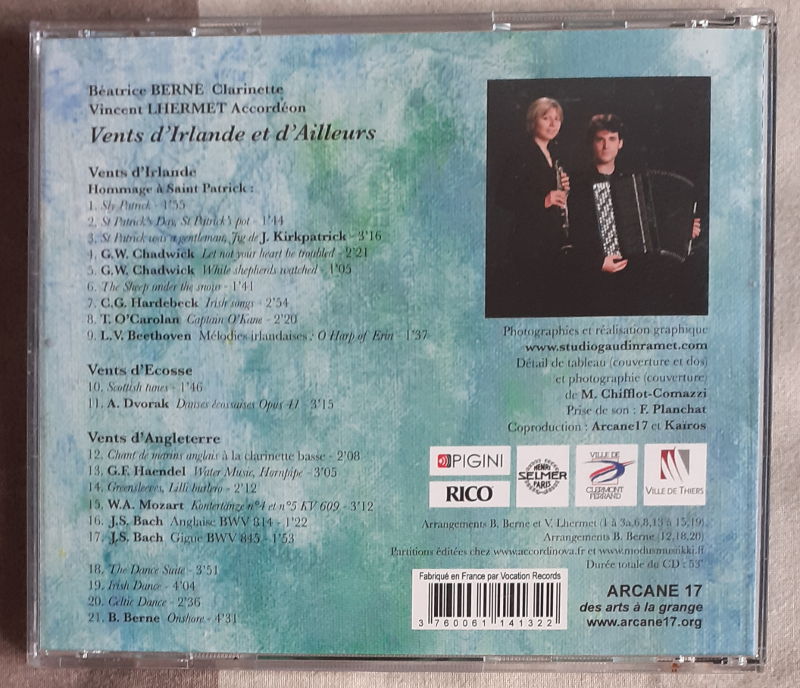 Béatrice BERNE Clarinette
Vincent LHERMET Accordéon
Vents d'Irlande et d'Ailleurs
Vents d'Irlande
Hommage à Saint Patrick :
1. Sir Patrick - 1'55
2. St Patrick's Day, St Patrick's pot - 1'44
3. St Patrick was a gentleman, Jig de J. Kirkpatrick - 3'16
4. G.W. Chadwick Let not your heart be troubled - 2'21
5. G.W. Chadwick While shepherds watched - 1'05
6. The Sheep under the snow - 1'41
7. C.G. Hardebeck Irish songs - 2'54
8. T. O'Carolan Captain O'Kane - 2'20
9. L.V. Beethoven Mélodies irlandaises : O Harp of Erin - 1'37
Vents d'Ecosse
10. Scottish tunes - 1'46
11. A. Dvorak Danses écossaises Opus 41 - 3'15
Vents d'Angleterre
12. Chant de marins anglais à la clarinette basse - 2'08
13. G.F. Haendel Water Music, Hornpipe - 3'05
14. Greensleeves, Lilli burlero - 2'12
15. W.A. Mozart Kontertänze n°4 et n°5 KV 609 - 3'12
16. J.S. Bach Anglaise BWV 814 - 1'22
17. J.S. Bach Gigue BWV 845 - 1'53
18. The Dance Suite - 3'51
19. Irish Dance - 4'04
20. Celtic Dance - 2'36
21. B. Berne Onshore - 4'31
Photographies et réalisation graphique
www.studiogaudinramet.com
Détail de tableau (couverture et dos)
et photographie (couverture)
de M. Chifflot-Comazzi
Prise de son : F. Planchat
Coproduction : Arcane17 et Kaïros
PIGINI
RICO
HENRI
SELMER
PARIS
VILLE DE
CLERMONT
FERRAND
VILLE DE THIERS
Arrangements B. Berne et V. Lhermet (1 à 3a,6,8,13 à 15,19).
Arrangements B. Berne (12,18,20)
Partitions éditées chez www.accordinova.fr et www.modusmusiikki.fi
Durée totale du CD : 53'
Fabriqué en France par Vocation Records
3 760061 141322
ARCANE 17
des arts à la grange
www.arcane17.org